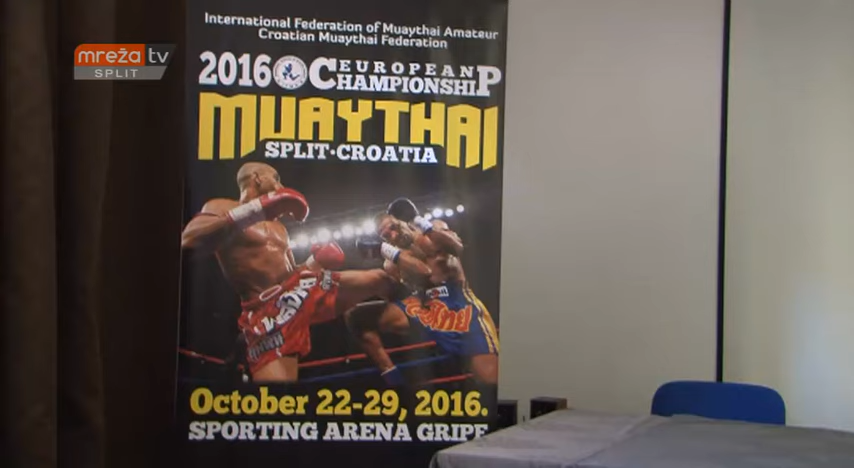 International Federation of Muaythai Amateur
Croatian Muaythai Federation
mreža tv
SPLIT
2016 EUROPEAN CHAMPIONSHIP
MUAYTHAI
SPLIT·CROATIA
October 22-29, 2016.
SPORTING ARENA GRIPE